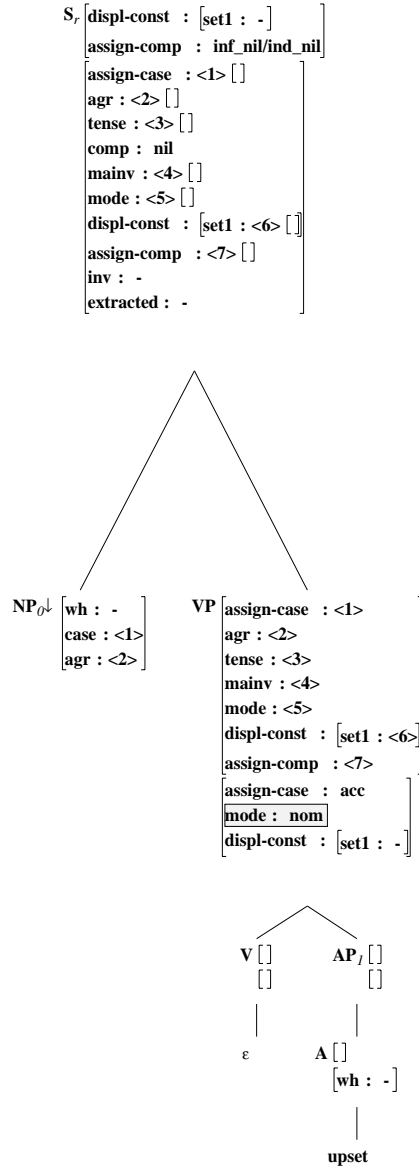 S_r displ-const : [set1 : -]
assign-comp : inf_nil/ind_nil
assign-case : <1> []
agr : <2> []
tense : <3> []
comp : nil
mainv : <4> []
mode : <5> []
displ-const : [set1 : <6> []]
assign-comp : <7> []
inv : -
extracted : -
NP_0↓ wh : -
case : <1>
agr : <2>
VP assign-case : <1>
agr : <2>
tense : <3>
mainv : <4>
mode : <5>
displ-const : [set1 : <6>]
assign-comp : <7>
assign-case : acc
mode : nom
displ-const : [set1 : -]
V [] AP_1 []
[] []
ε A []
[wh : -]
upset